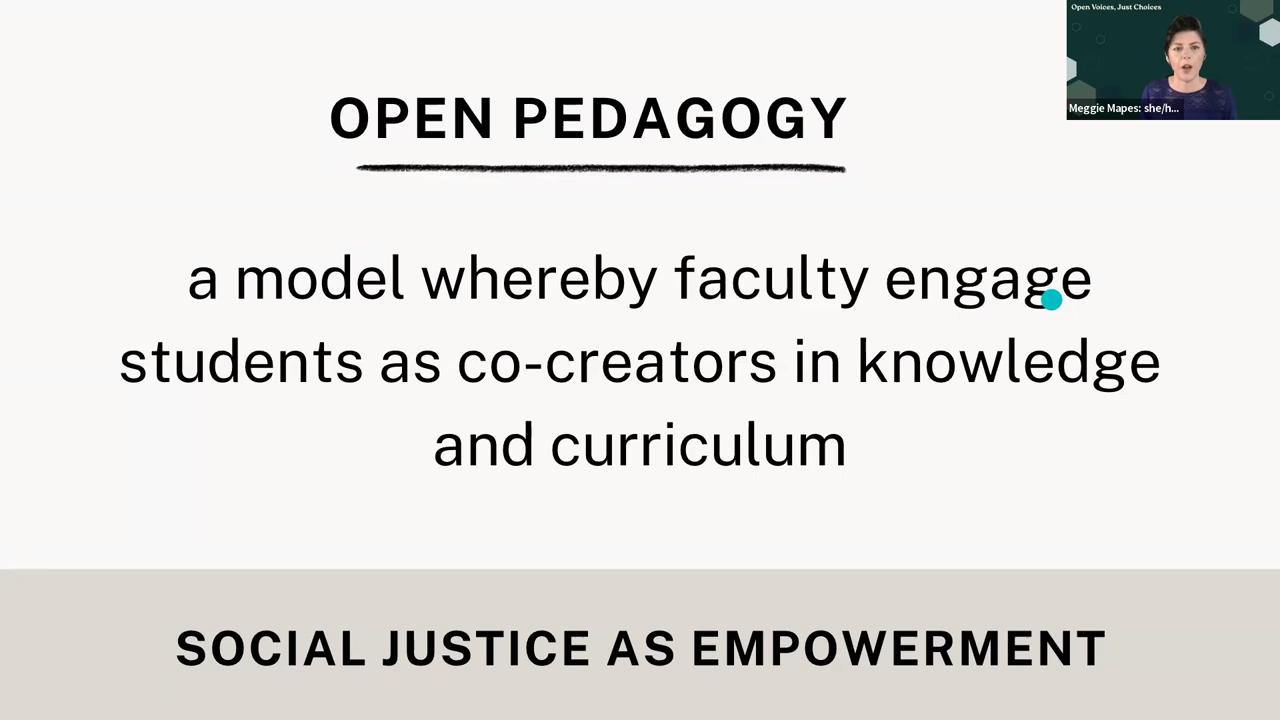 Open Voices, Just Choices
Meggie Mapes: she/h...
OPEN PEDAGOGY
a model whereby faculty engage
students as co-creators in knowledge
and curriculum
SOCIAL JUSTICE AS EMPOWERMENT